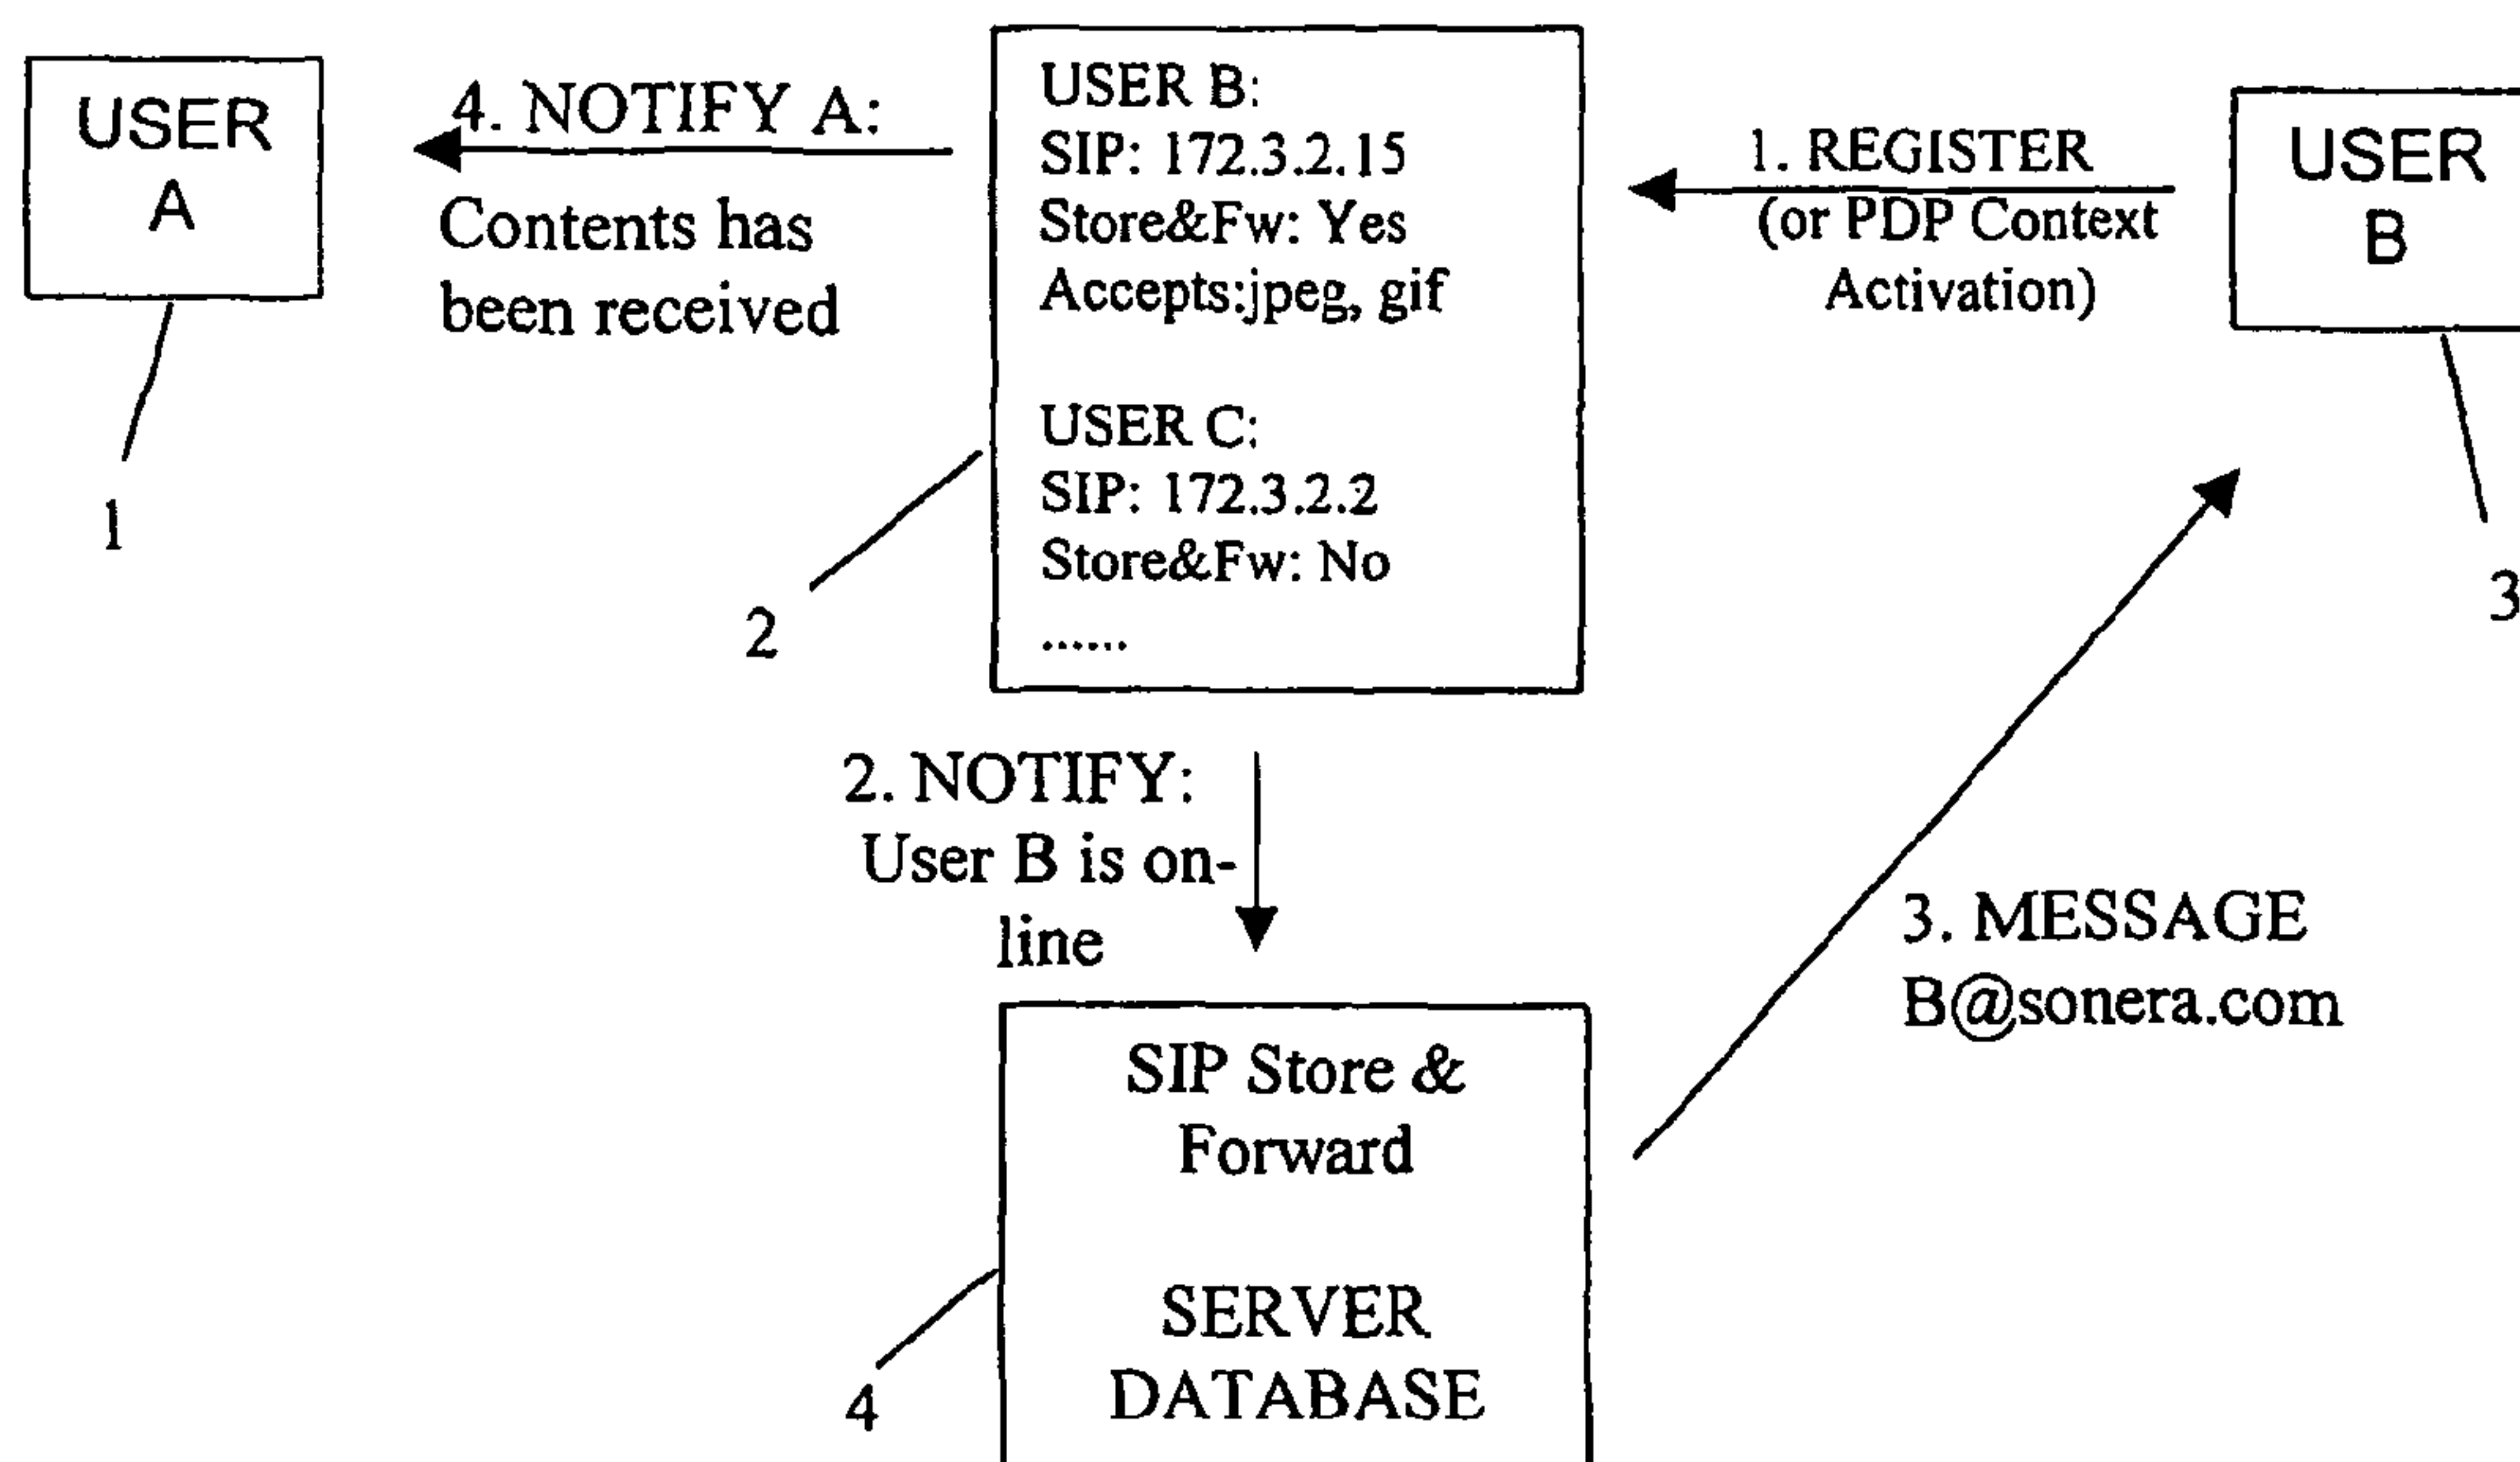 USER
A
1
4. NOTIFY A:
Contents has
been received
USER B:
SIP: 172.3.2.15
Store&Fw: Yes
Accepts:jpeg, gif
USER C:
SIP: 172.3.2.2
Store&Fw: No
......
2
1. REGISTER
(or PDP Context
Activation)
USER
B
3
2. NOTIFY:
User B is on-
line
3. MESSAGE
B@sonera.com
SIP Store &
Forward
SERVER
DATABASE
4